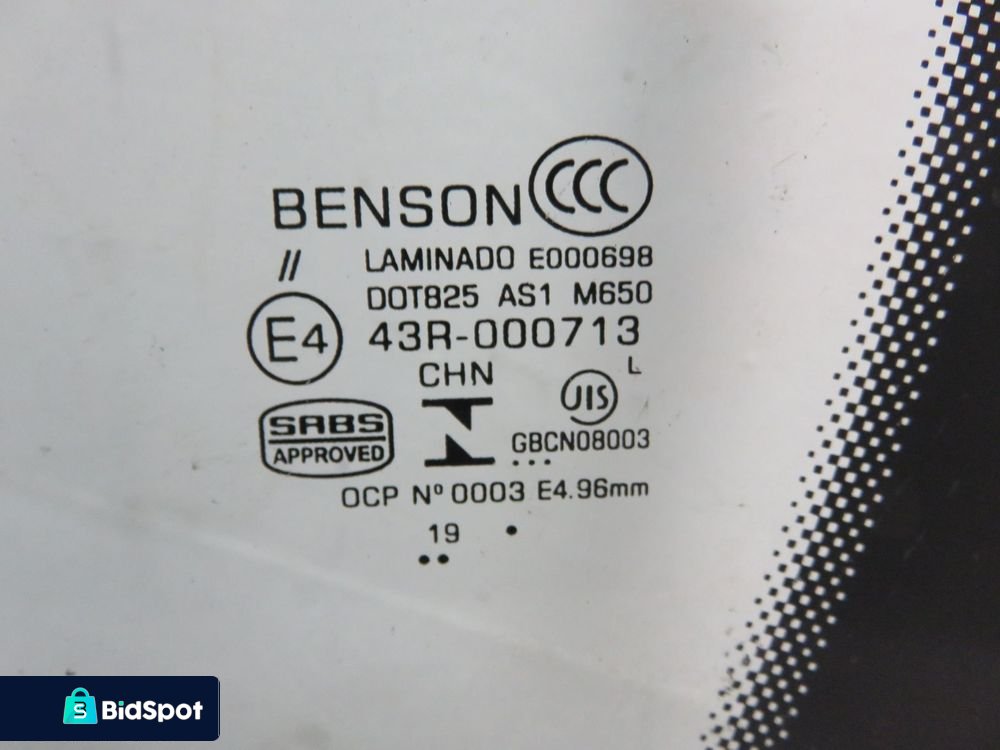 BENSON CCC
// LAMINADO E000698
DOT825 AS1 M650
E4 43R-000713
CHN L
SABS JIS
APPROVED GBCN08003
OCP Nº 0003 E4.96mm
19
BidSpot